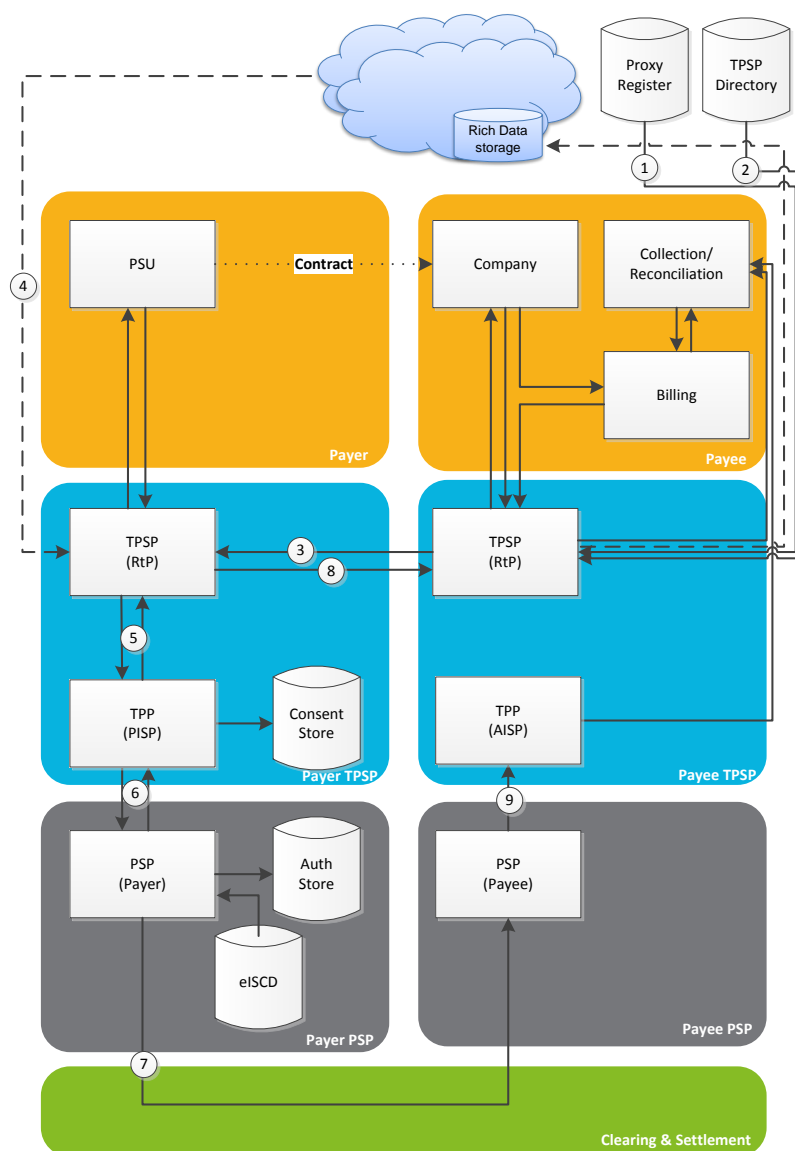 Proxy
Register
TPSP
Directory
Rich Data
storage
1
2
PSU
Contract
Company
Collection/
Reconciliation
4
Billing
Payer
Payee
TPSP
(RtP)
3
8
TPSP
(RtP)
5
TPP
(PISP)
Consent
Store
TPP
(AISP)
Payer TPSP
Payee TPSP
6
9
PSP
(Payer)
Auth
Store
PSP
(Payee)
eISCD
Payer PSP
Payee PSP
7
Clearing & Settlement